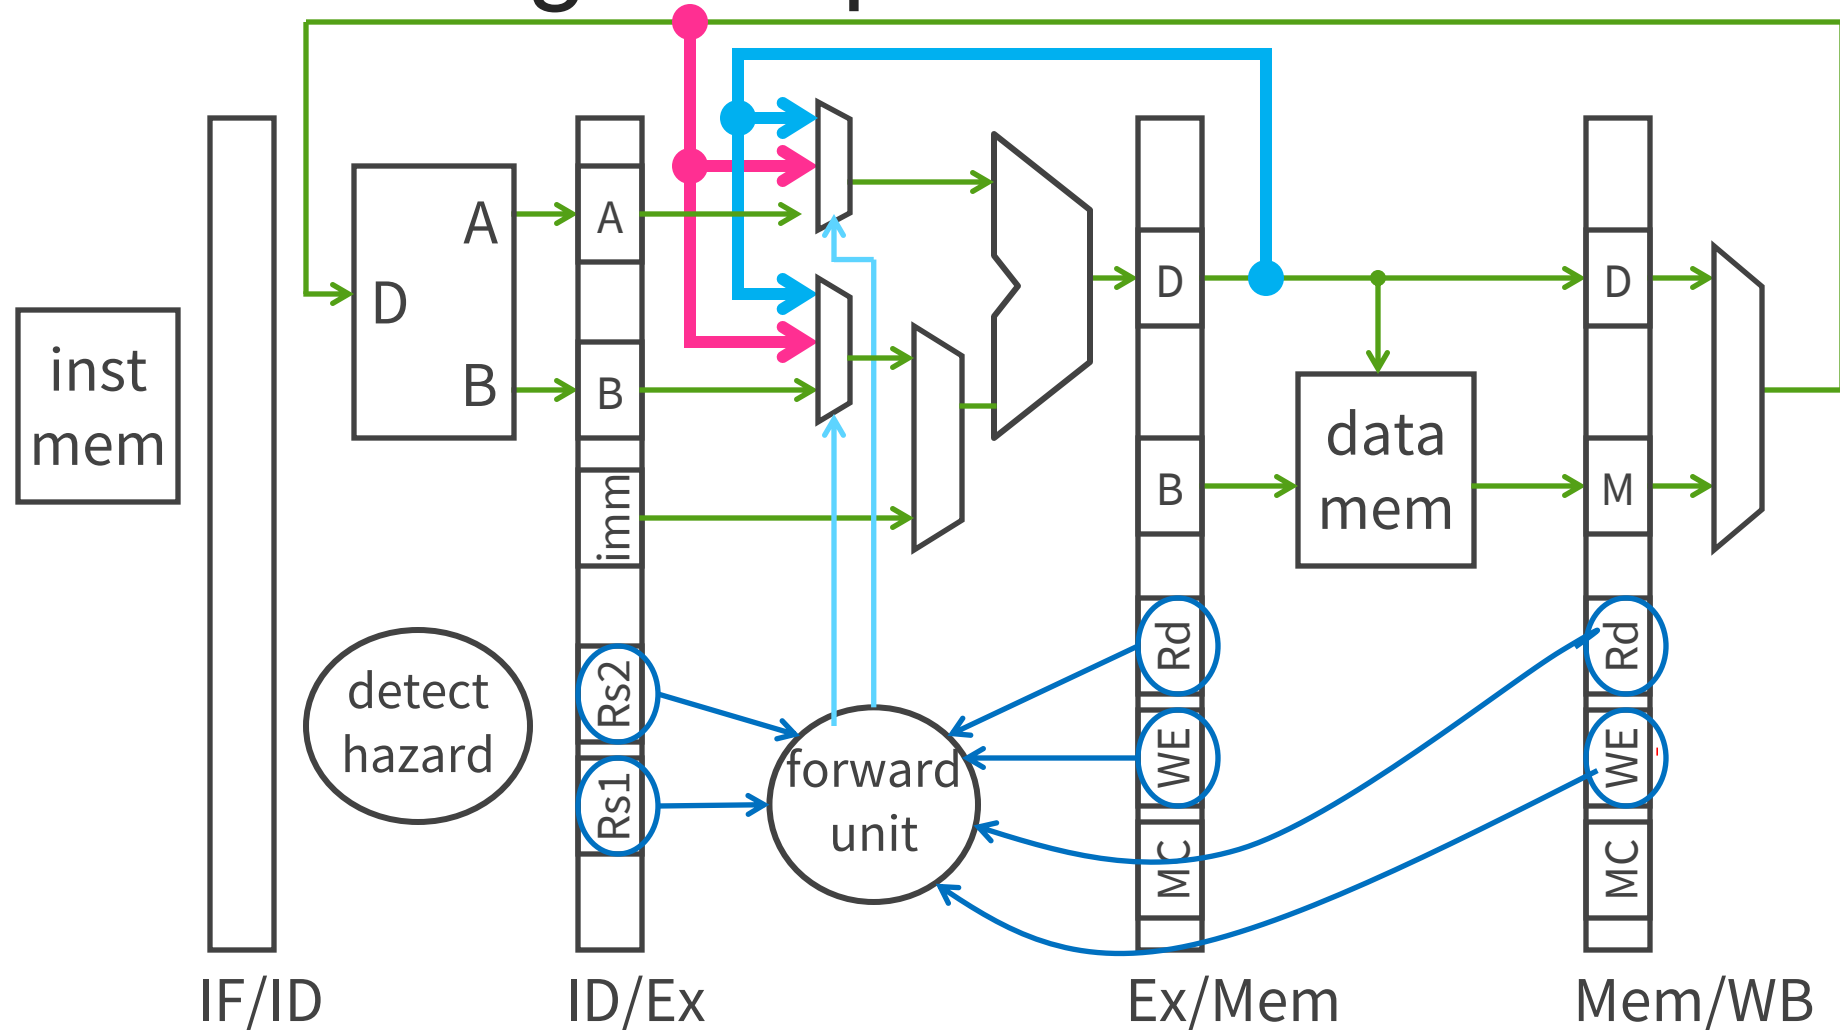 inst
mem
D
A
B
A
B
imm
Rs2
Rs1
detect
hazard
forward
unit
D
B
Rd
WE
MC
data
mem
D
M
Rd
WE
MC
IF/ID
ID/Ex
Ex/Mem
Mem/WB